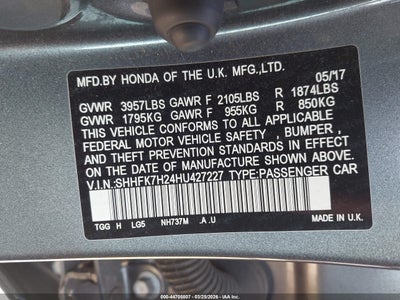 MFD.BY HONDA OF THE U.K. MFG.,LTD.
05/17
GVWR 3957LBS GAWR F 2105LBS R 1874LBS
GVWR 1795KG GAWR F 955KG R 850KG
THIS VEHICLE CONFORMS TO ALL APPLICABLE
FEDERAL MOTOR VEHICLE SAFETY , BUMPER ,
AND THEFT PREVENTION STANDARDS IN EFFECT
ON THE DATE OF MANUFACTURE SHOWN ABOVE.
V.I.N.:SHHFK7H24HU427227 TYPE:PASSENGER CAR
TGG H LG5 NH737M .A .U MADE IN U.K.
000-44705007 | 03/25/2026 - Copyright IAA, Inc.